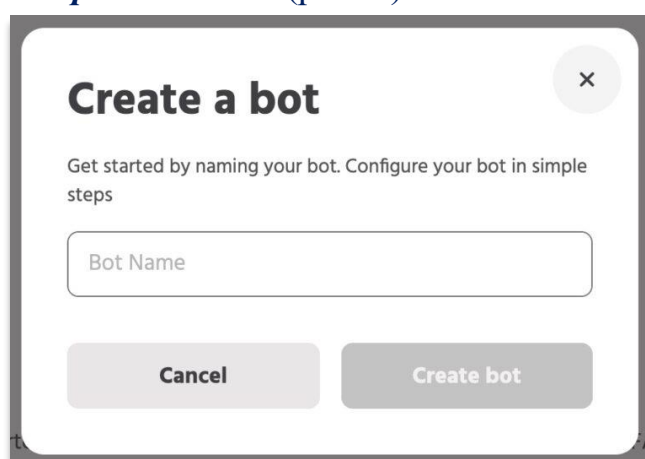 Create a bot
Get started by naming your bot. Configure your bot in simple
steps
Bot Name
Cancel
Create bot